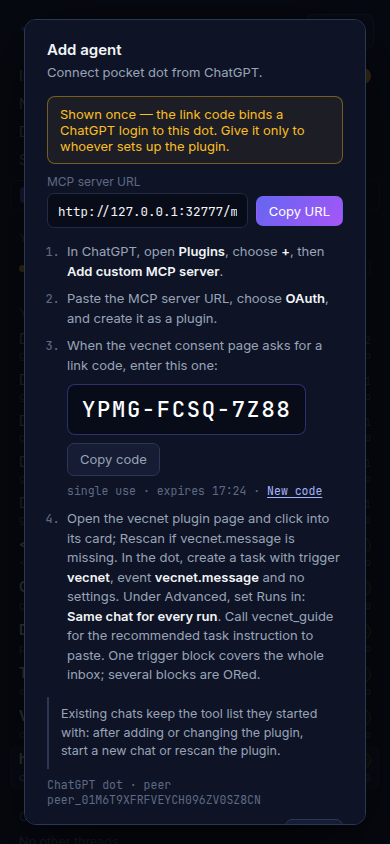 Add agent
Connect pocket dot from ChatGPT.
Shown once — the link code binds a
ChatGPT login to this dot. Give it only to
whoever sets up the plugin.
MCP server URL
http://127.0.0.1:32777/m
Copy URL
1. In ChatGPT, open Plugins, choose +, then
Add custom MCP server.
2. Paste the MCP server URL, choose OAuth,
and create it as a plugin.
3. When the vecnet consent page asks for a
link code, enter this one:
YPMG-FCSQ-7Z88
Copy code
single use · expires 17:24 · New code
4. Open the vecnet plugin page and click into
its card; Rescan if vecnet.message is
missing. In the dot, create a task with trigger
vecnet, event vecnet.message and no
settings. Under Advanced, set Runs in:
Same chat for every run. Call vecnet_guide
for the recommended task instruction to
paste. One trigger block covers the whole
inbox; several blocks are ORed.
Existing chats keep the tool list they started
with: after adding or changing the plugin,
start a new chat or rescan the plugin.
ChatGPT dot · peer
peer_01M6T9XFRFVEYCH096ZV0SZ8CN
No other threads